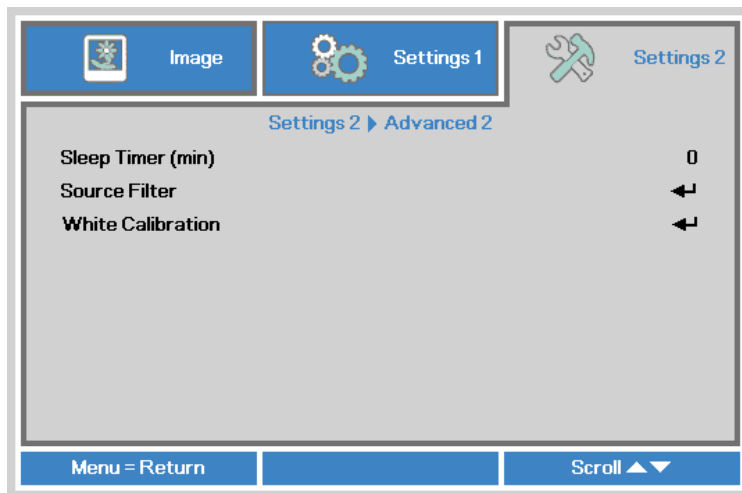 Image
Settings 1
Settings 2
Settings 2 ▶ Advanced 2
Sleep Timer (min) 0
Source Filter ↵
White Calibration ↵
Menu = Return
Scroll ▲▼